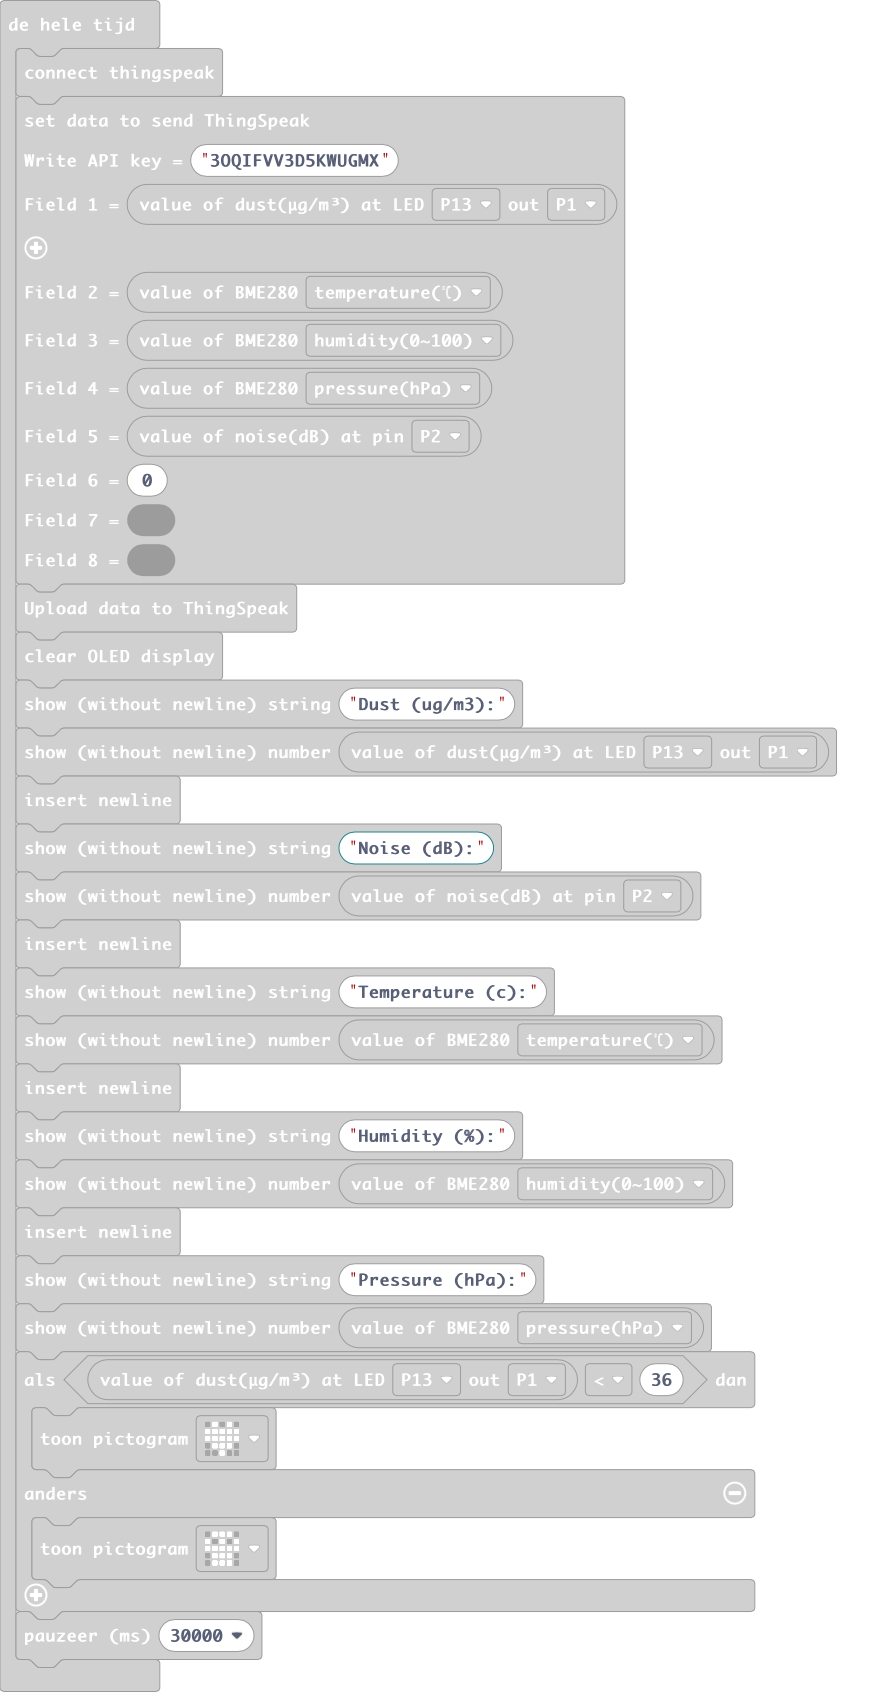 de hele tijd
connect thingspeak
set data to send ThingSpeak
Write API key = "3OQIFVV3D5KWUGMX"
Field 1 = value of dust(μg/m³) at LED P13 out P1
Field 2 = value of BME280 temperature(℃)
Field 3 = value of BME280 humidity(0~100)
Field 4 = value of BME280 pressure(hPa)
Field 5 = value of noise(dB) at pin P2
Field 6 = 0
Field 7 =
Field 8 =
Upload data to ThingSpeak
clear OLED display
show (without newline) string "Dust (ug/m3):"
show (without newline) number value of dust(μg/m³) at LED P13 out P1
insert newline
show (without newline) string "Noise (dB):"
show (without newline) number value of noise(dB) at pin P2
insert newline
show (without newline) string "Temperature (c):"
show (without newline) number value of BME280 temperature(℃)
insert newline
show (without newline) string "Humidity (%):"
show (without newline) number value of BME280 humidity(0~100)
insert newline
show (without newline) string "Pressure (hPa):"
show (without newline) number value of BME280 pressure(hPa)
als value of dust(μg/m³) at LED P13 out P1 < 36 dan
toon pictogram
anders
toon pictogram
pauzeer (ms) 30000